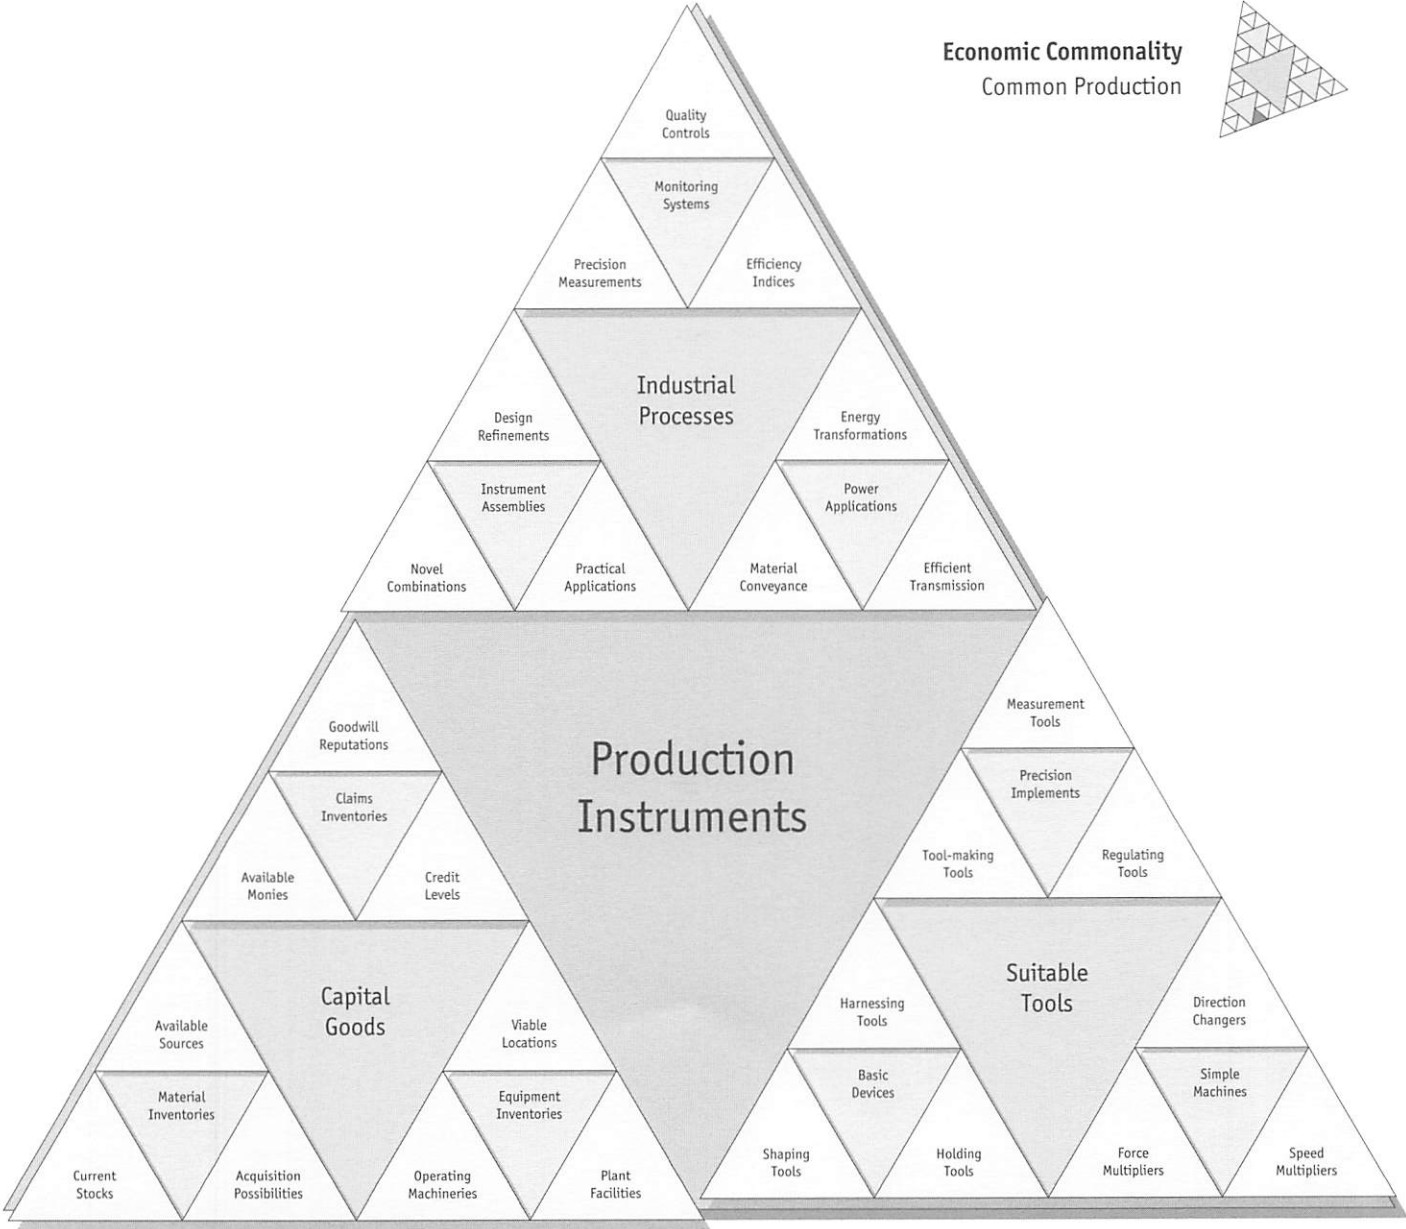 Economic Commonality
Common Production
Quality
Controls
Monitoring
Systems
Precision
Measurements
Efficiency
Indices
Industrial
Processes
Design
Refinements
Energy
Transformations
Instrument
Assemblies
Power
Applications
Novel
Combinations
Practical
Applications
Material
Conveyance
Efficient
Transmission
Production
Instruments
Goodwill
Reputations
Claims
Inventories
Available
Monies
Credit
Levels
Capital
Goods
Available
Sources
Viable
Locations
Material
Inventories
Equipment
Inventories
Current
Stocks
Acquisition
Possibilities
Operating
Machineries
Plant
Facilities
Measurement
Tools
Precision
Implements
Tool-making
Tools
Regulating
Tools
Suitable
Tools
Harnessing
Tools
Direction
Changers
Basic
Devices
Simple
Machines
Shaping
Tools
Holding
Tools
Force
Multipliers
Speed
Multipliers